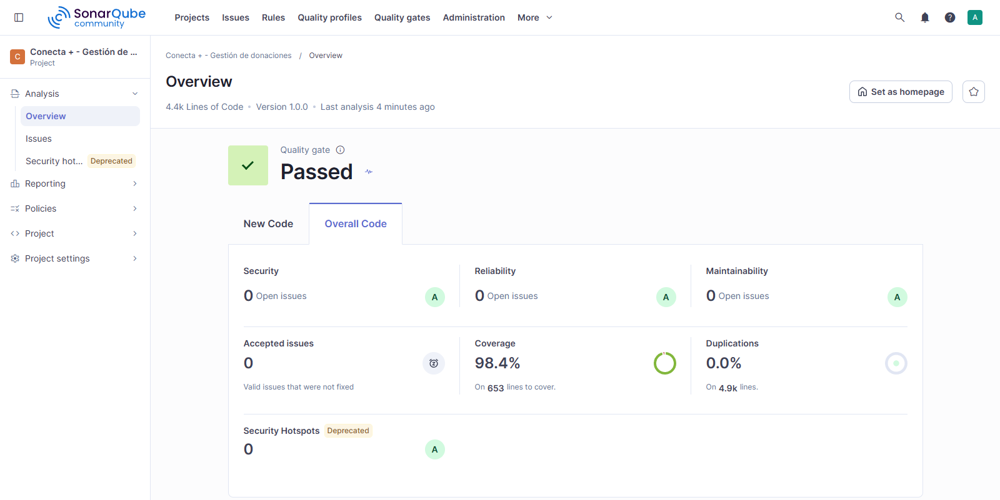 SonarQube community
Projects Issues Rules Quality profiles Quality gates Administration More
A
C
Conecta + - Gestión de ...
Project
Analysis
Overview
Issues
Security hot... Deprecated
Reporting
Policies
Project
Project settings
Conecta + - Gestión de donaciones / Overview
Overview
Set as homepage
4.4k Lines of Code • Version 1.0.0 • Last analysis 4 minutes ago
Quality gate
Passed
New Code Overall Code
Security
0 Open issues A
Reliability
0 Open issues A
Maintainability
0 Open issues A
Accepted issues
0
Valid issues that were not fixed
Coverage
98.4%
On 653 lines to cover.
Duplications
0.0%
On 4.9k lines.
Security Hotspots Deprecated
0 A